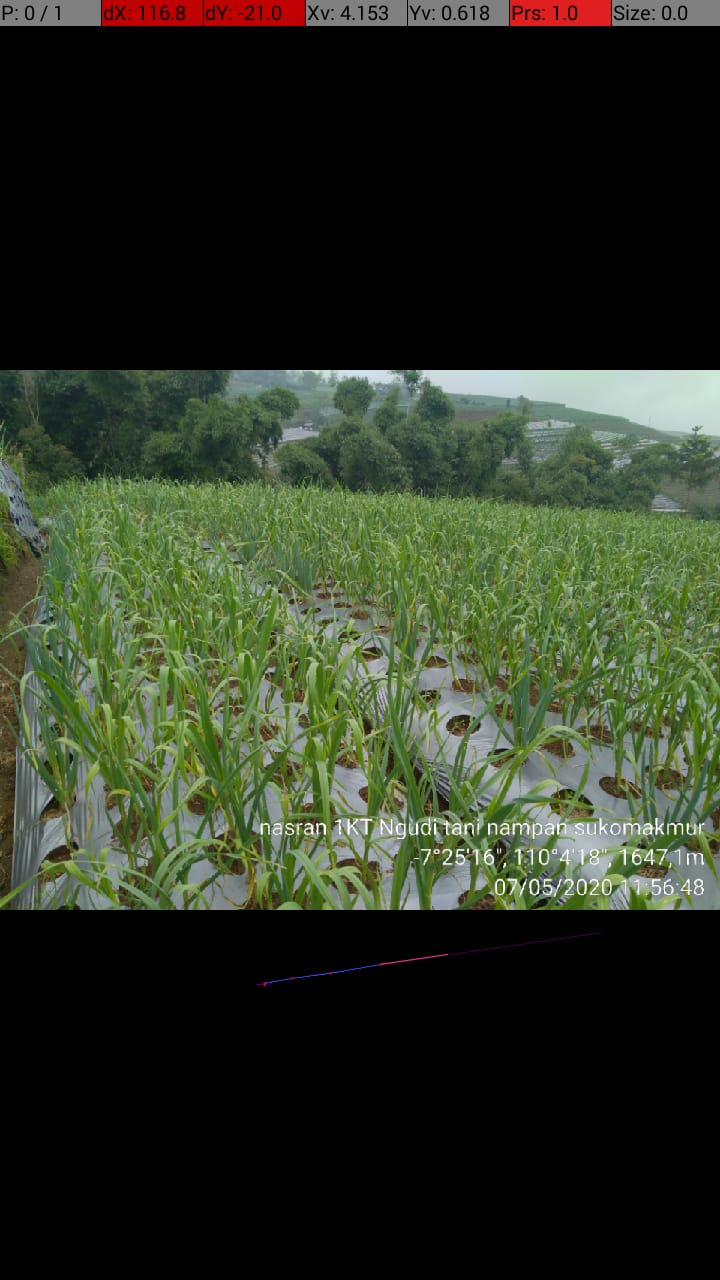 P: 0 / 1 dX: 116.8 dY: -21.0 Xv: 4.153 Yv: 0.618 Prs: 1.0 Size: 0.0
nasran 1KT Ngudi tani nampan sukomakmur
-7°25'16", 110°4'18", 1647,1m
07/05/2020 11:56:48